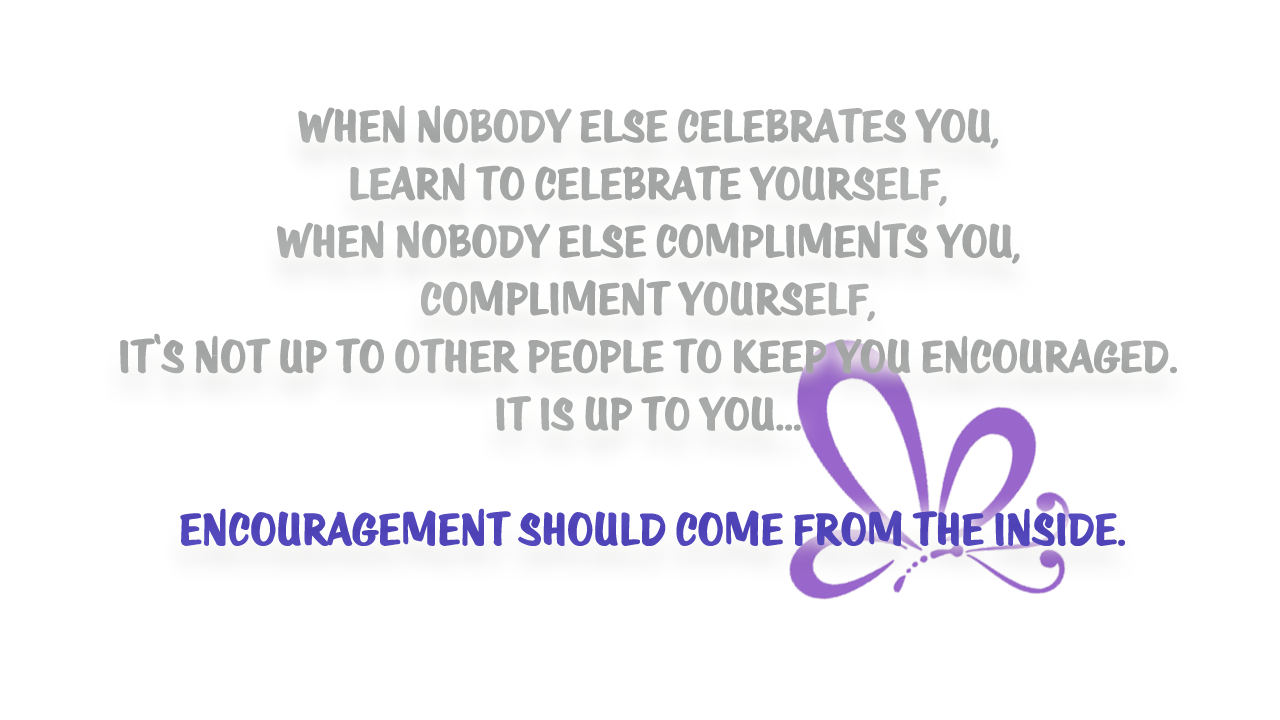 WHEN NOBODY ELSE CELEBRATES YOU,
LEARN TO CELEBRATE YOURSELF,
WHEN NOBODY ELSE COMPLIMENTS YOU,
COMPLIMENT YOURSELF,
IT'S NOT UP TO OTHER PEOPLE TO KEEP YOU ENCOURAGED.
IT IS UP TO YOU...
ENCOURAGEMENT SHOULD COME FROM THE INSIDE.